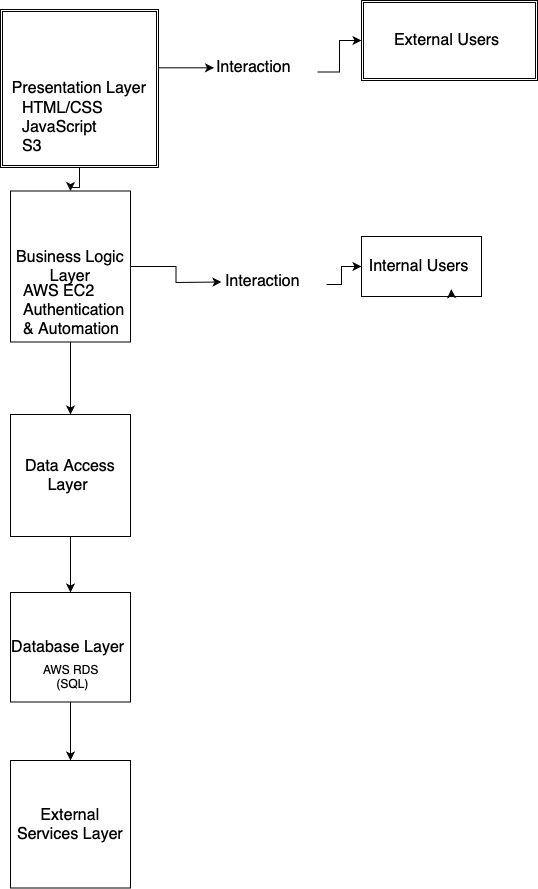 External Users
Interaction
Presentation Layer
HTML/CSS
JavaScript
S3
Business Logic
Layer
AWS EC2
Authentication
& Automation
Interaction
Internal Users
Data Access
Layer
Database Layer
AWS RDS
(SQL)
External
Services Layer